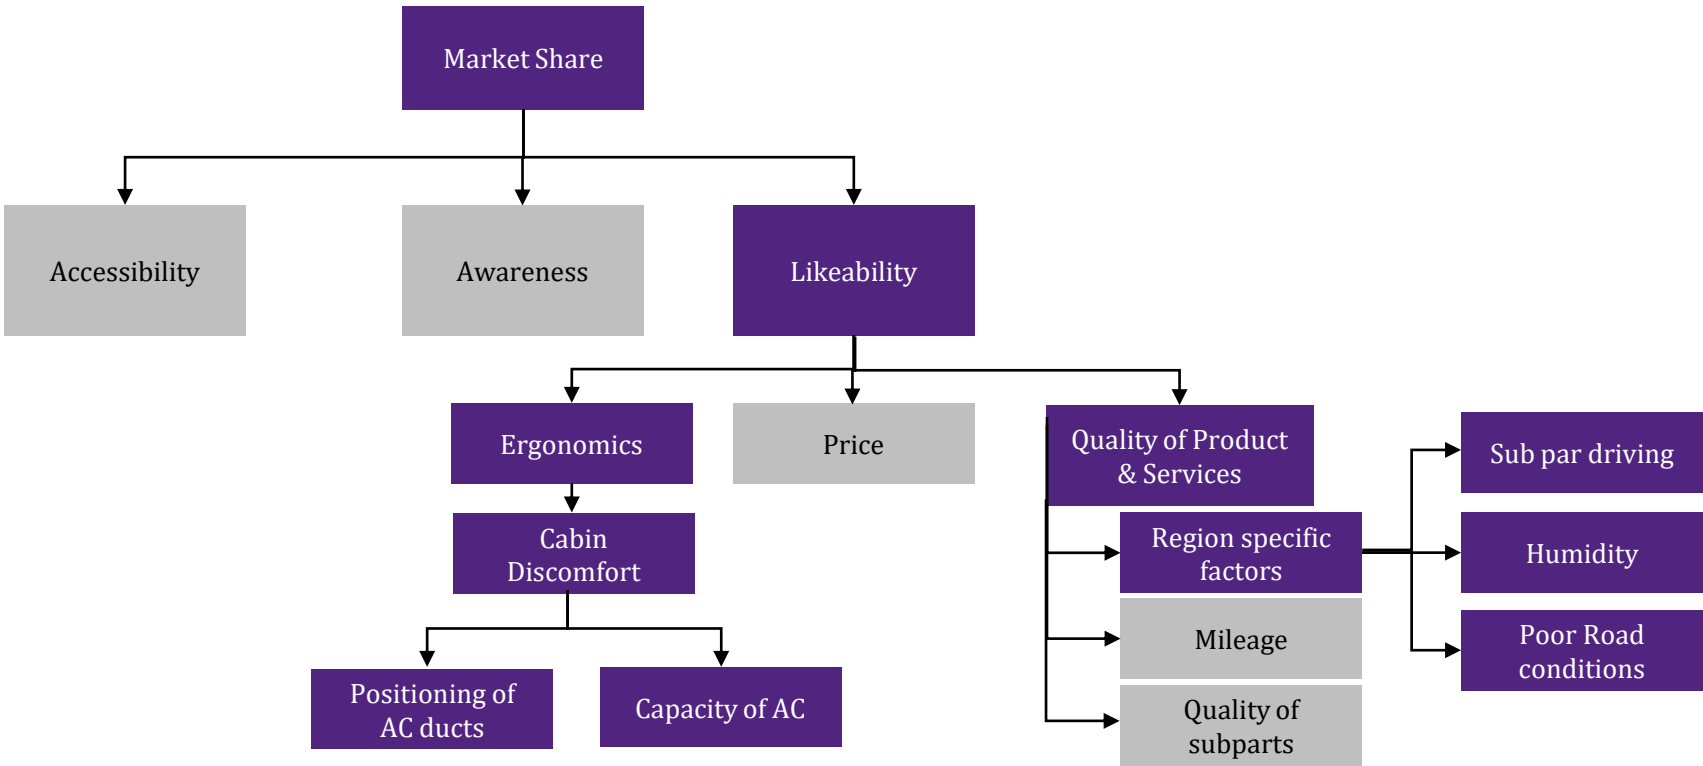 Market Share
Accessibility
Awareness
Likeability
Ergonomics
Price
Quality of Product
& Services
Sub par driving
Cabin
Discomfort
Region specific
factors
Humidity
Mileage
Poor Road
conditions
Positioning of
AC ducts
Capacity of AC
Quality of
subparts